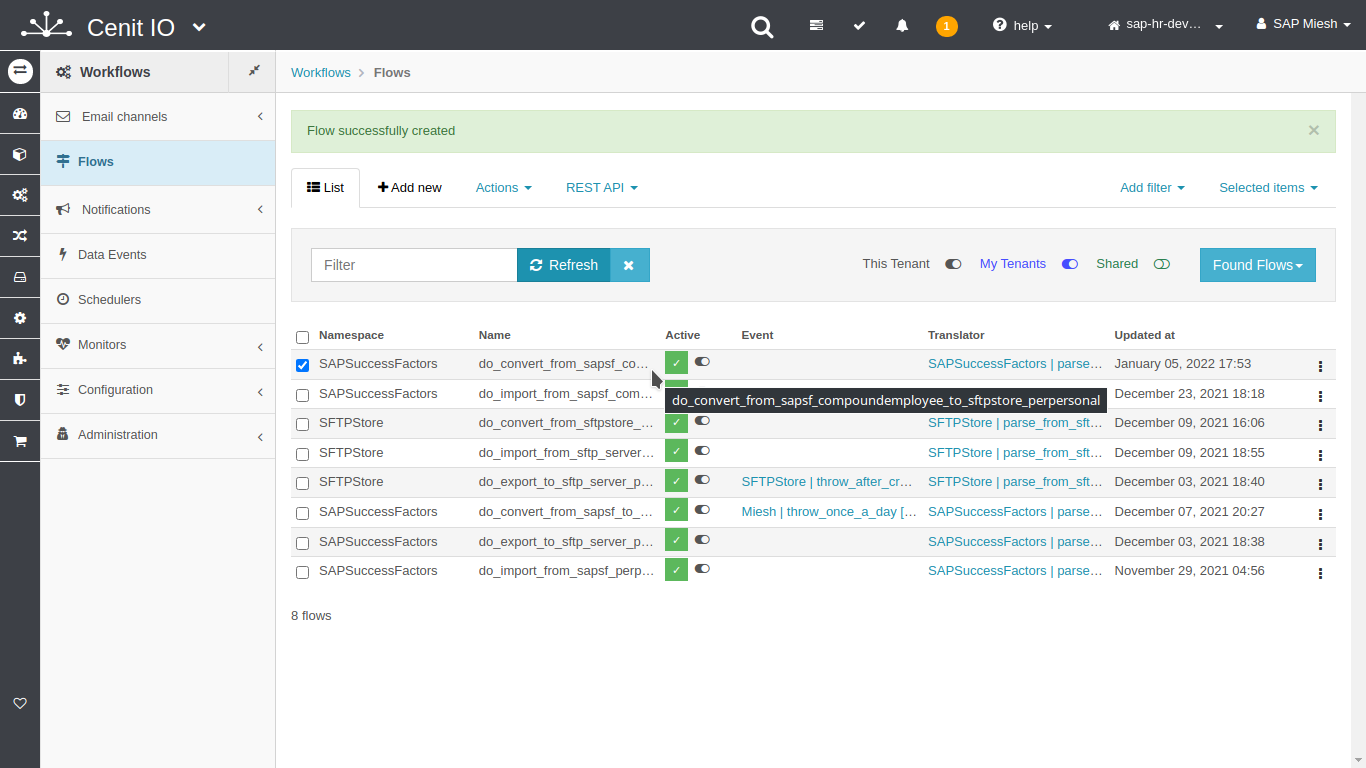 Cenit IO
1
help
sap-hr-dev…
SAP Miesh
Workflows
Workflows > Flows
Email channels
Flows
Notifications
Data Events
Schedulers
Monitors
Configuration
Administration
Flow successfully created ×
List
Add new
Actions
REST API
Add filter
Selected items
Filter
Refresh
This Tenant
My Tenants
Shared
Found Flows
Namespace Name Active Event Translator Updated at
SAPSuccessFactors do_convert_from_sapsf_co… ✓ SAPSuccessFactors | parse… January 05, 2022 17:53
SAPSuccessFactors do_import_from_sapsf_com… December 23, 2021 18:18
do_convert_from_sapsf_compoundemployee_to_sftpstore_perpersonal
SFTPStore do_convert_from_sftpstore_… ✓ SFTPStore | parse_from_sft… December 09, 2021 16:06
SFTPStore do_import_from_sftp_server… ✓ SFTPStore | parse_from_sft… December 09, 2021 18:55
SFTPStore do_export_to_sftp_server_p… ✓ SFTPStore | throw_after_cr… SFTPStore | parse_from_sft… December 03, 2021 18:40
SAPSuccessFactors do_convert_from_sapsf_to_… ✓ Miesh | throw_once_a_day [… SAPSuccessFactors | parse… December 07, 2021 20:27
SAPSuccessFactors do_export_to_sftp_server_p… ✓ SAPSuccessFactors | parse… December 03, 2021 18:38
SAPSuccessFactors do_import_from_sapsf_perp… ✓ SAPSuccessFactors | parse… November 29, 2021 04:56
8 flows